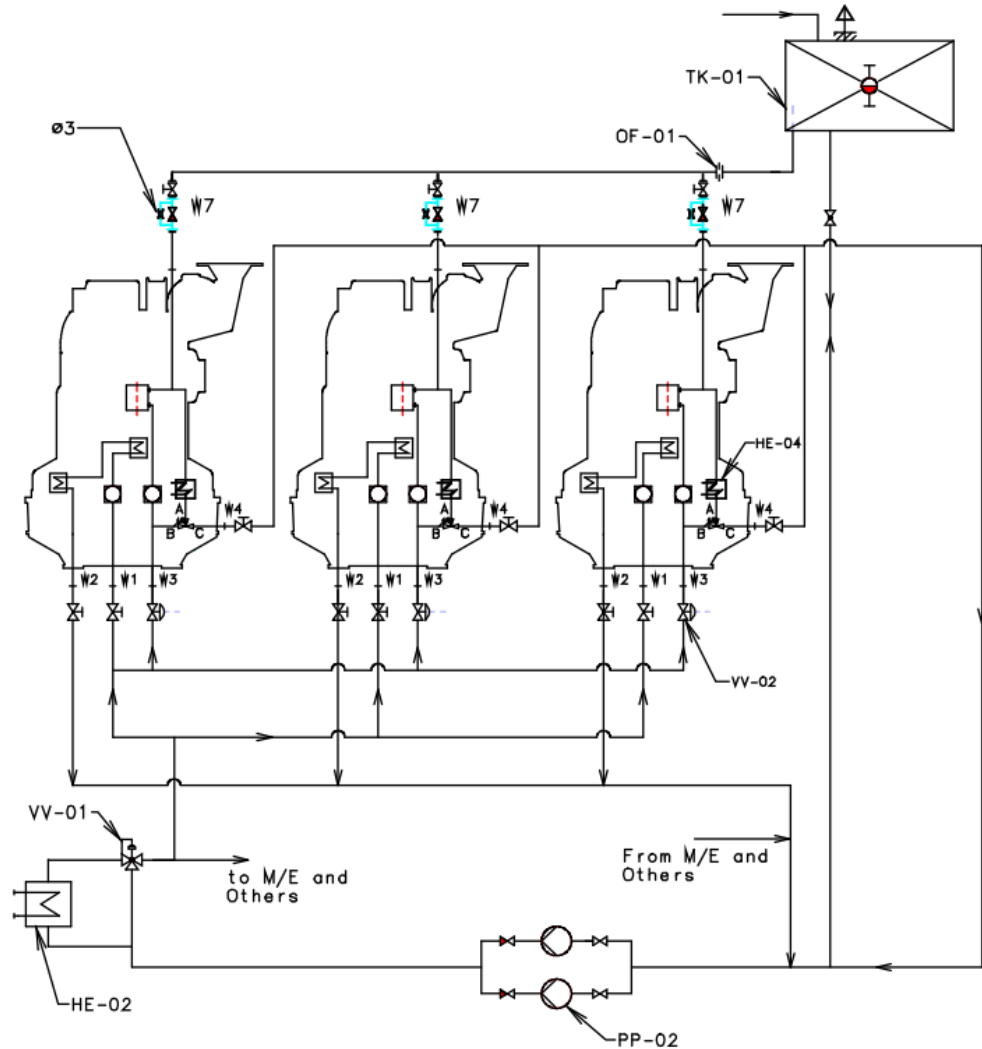 TK-01
Ø3
OF-01
W7
W7
W7
HE-04
A
B
C
W4
A
B
C
W4
A
B
C
W4
W2
W1
W3
W2
W1
W3
W2
W1
W3
VV-02
VV-01
to M/E and
Others
From M/E and
Others
HE-02
PP-02